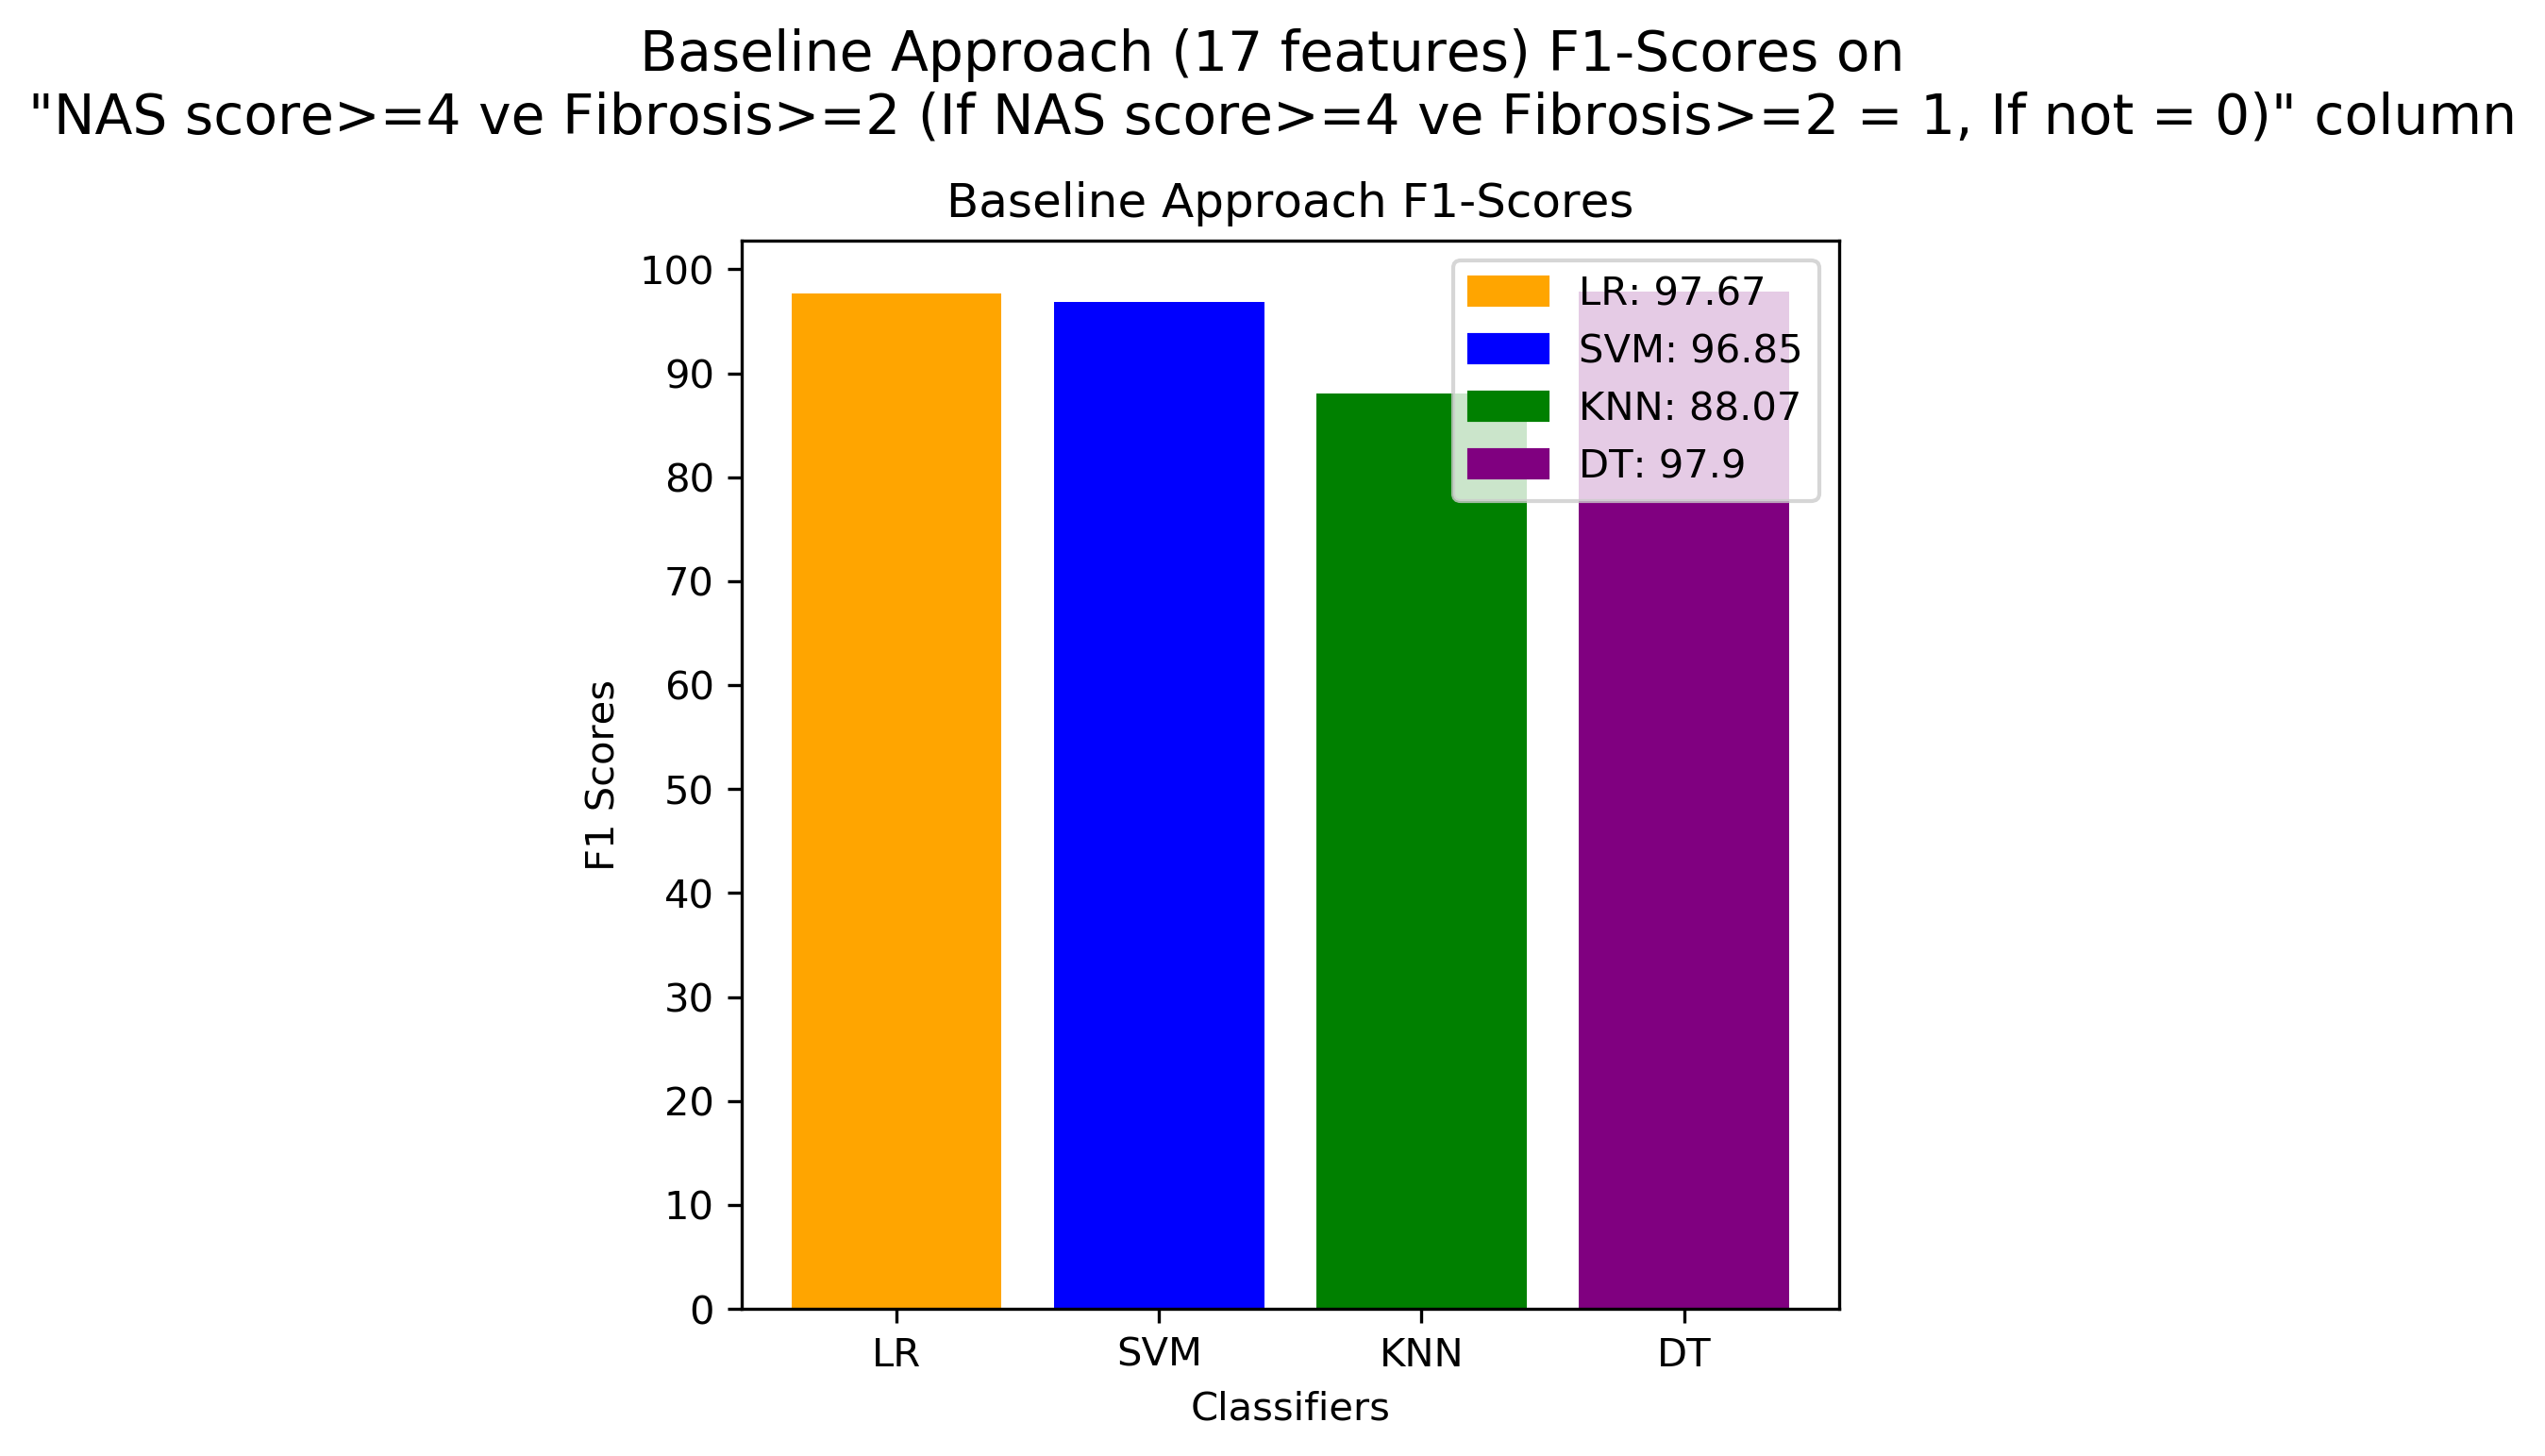 Baseline Approach (17 features) F1-Scores on
"NAS score>=4 ve Fibrosis>=2 (If NAS score>=4 ve Fibrosis>=2 = 1, If not = 0)" column
Baseline Approach F1-Scores
LR: 97.67
SVM: 96.85
KNN: 88.07
DT: 97.9
F1 Scores
100
90
80
70
60
50
40
30
20
10
0
LR SVM KNN DT
Classifiers